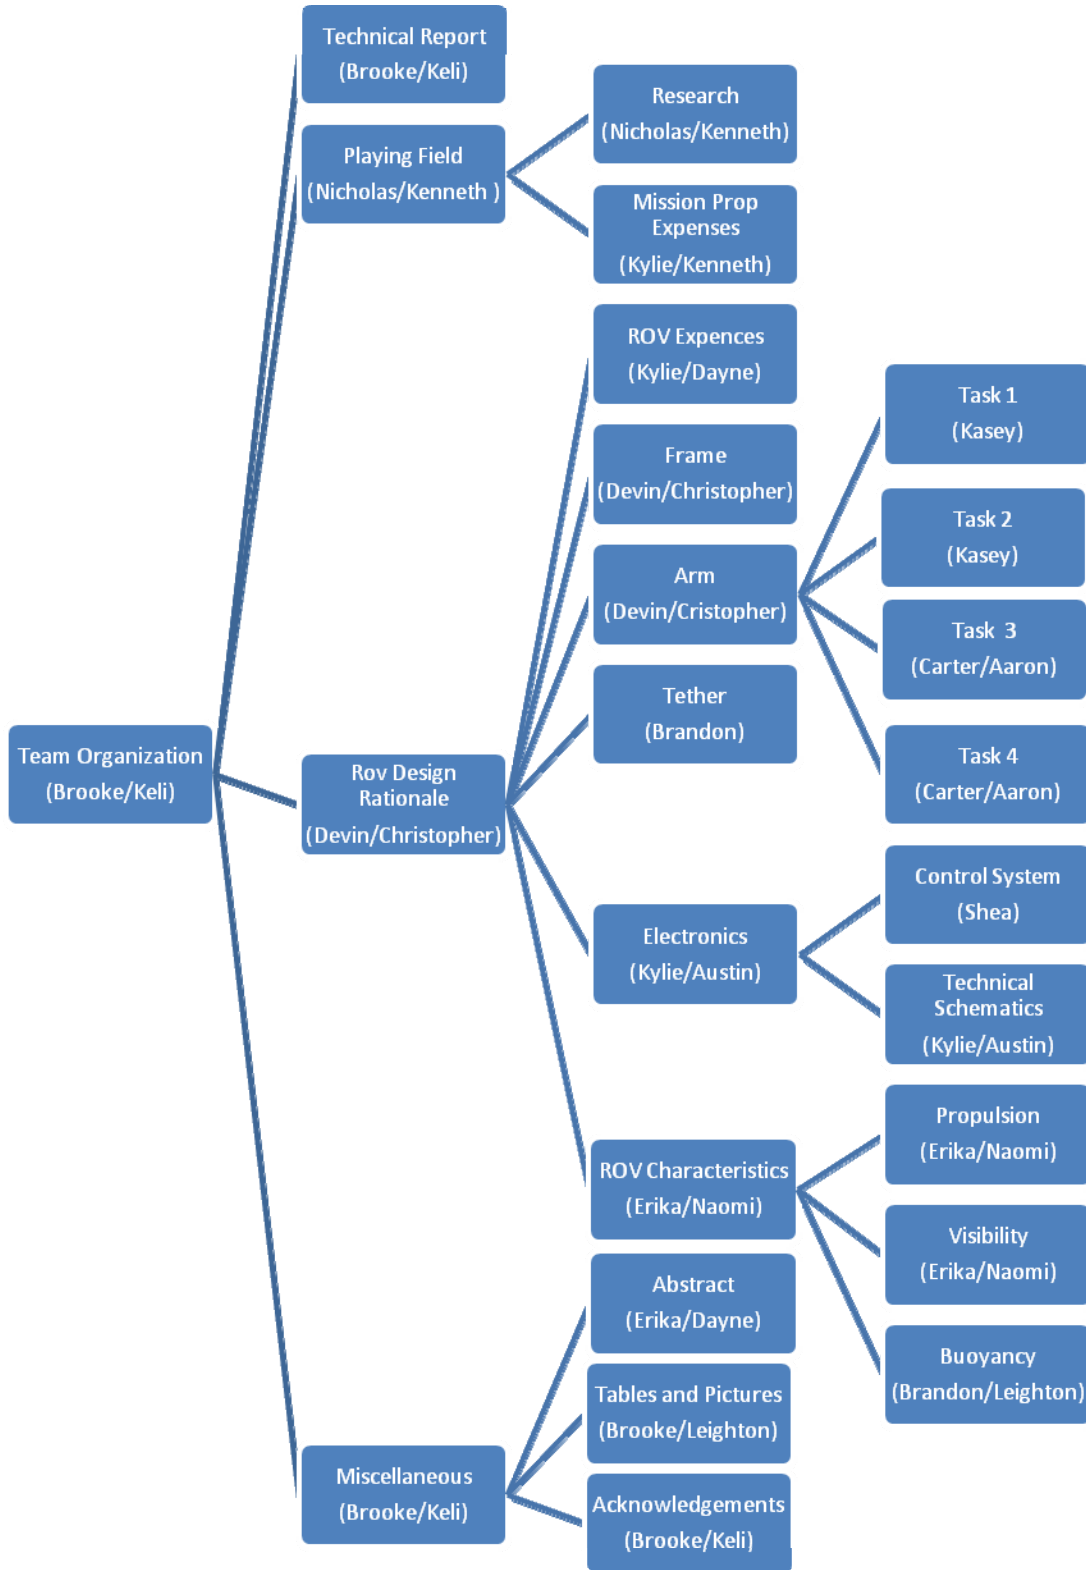 Technical Report
(Brooke/Keli)
Playing Field
(Nicholas/Kenneth )
Research
(Nicholas/Kenneth)
Mission Prop
Expenses
(Kylie/Kenneth)
Team Organization
(Brooke/Keli)
Rov Design
Rationale
(Devin/Christopher)
ROV Expences
(Kylie/Dayne)
Frame
(Devin/Christopher)
Arm
(Devin/Cristopher)
Task 1
(Kasey)
Task 2
(Kasey)
Task  3
(Carter/Aaron)
Task 4
(Carter/Aaron)
Tether
(Brandon)
Electronics
(Kylie/Austin)
Control System
(Shea)
Technical
Schematics
(Kylie/Austin)
ROV Characteristics
(Erika/Naomi)
Propulsion
(Erika/Naomi)
Visibility
(Erika/Naomi)
Buoyancy
(Brandon/Leighton)
Miscellaneous
(Brooke/Keli)
Abstract
(Erika/Dayne)
Tables and Pictures
(Brooke/Leighton)
Acknowledgements
(Brooke/Keli)